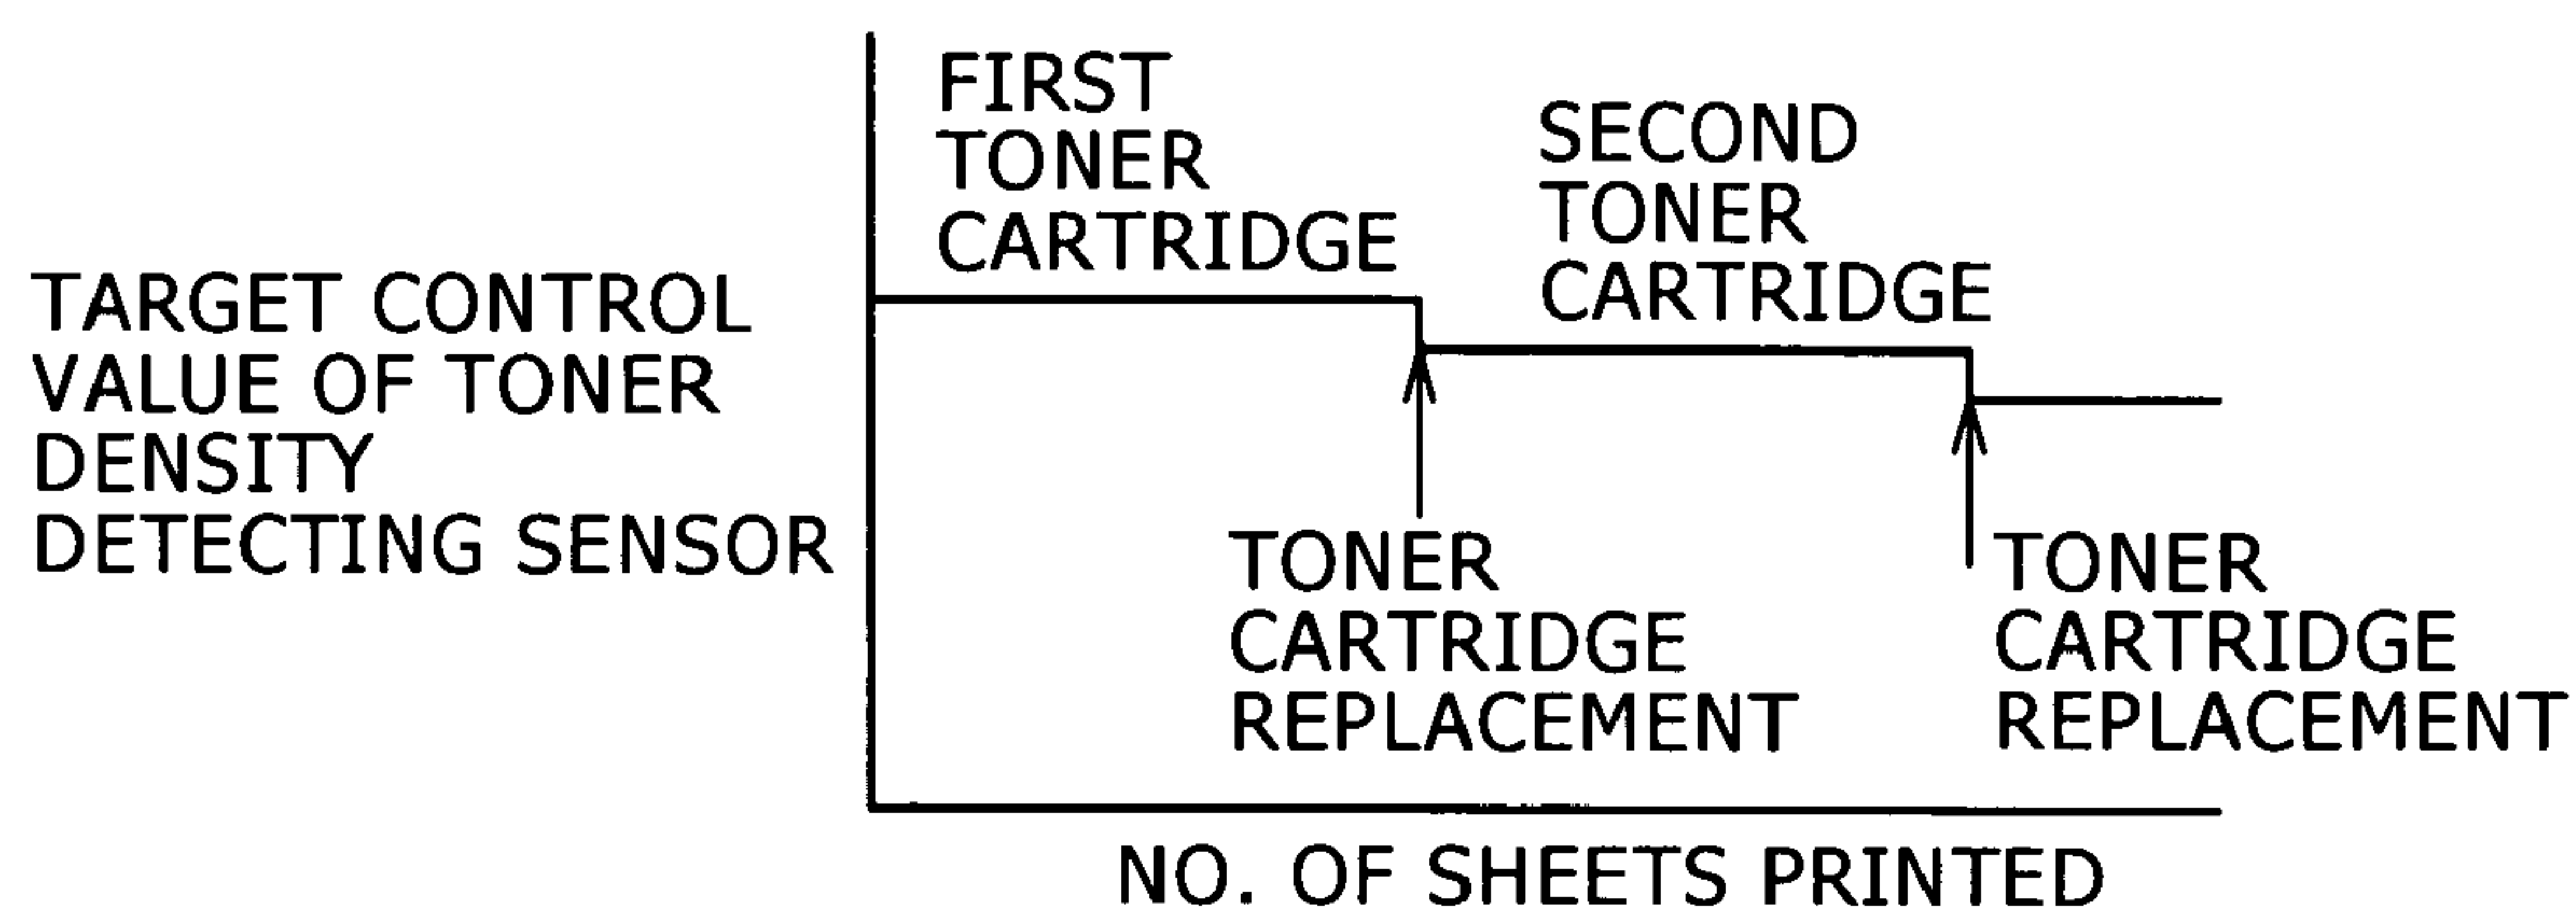 FIRST
TONER
CARTRIDGE
SECOND
TONER
CARTRIDGE
TARGET CONTROL
VALUE OF TONER
DENSITY
DETECTING SENSOR
TONER
CARTRIDGE
REPLACEMENT
TONER
CARTRIDGE
REPLACEMENT
NO. OF SHEETS PRINTED